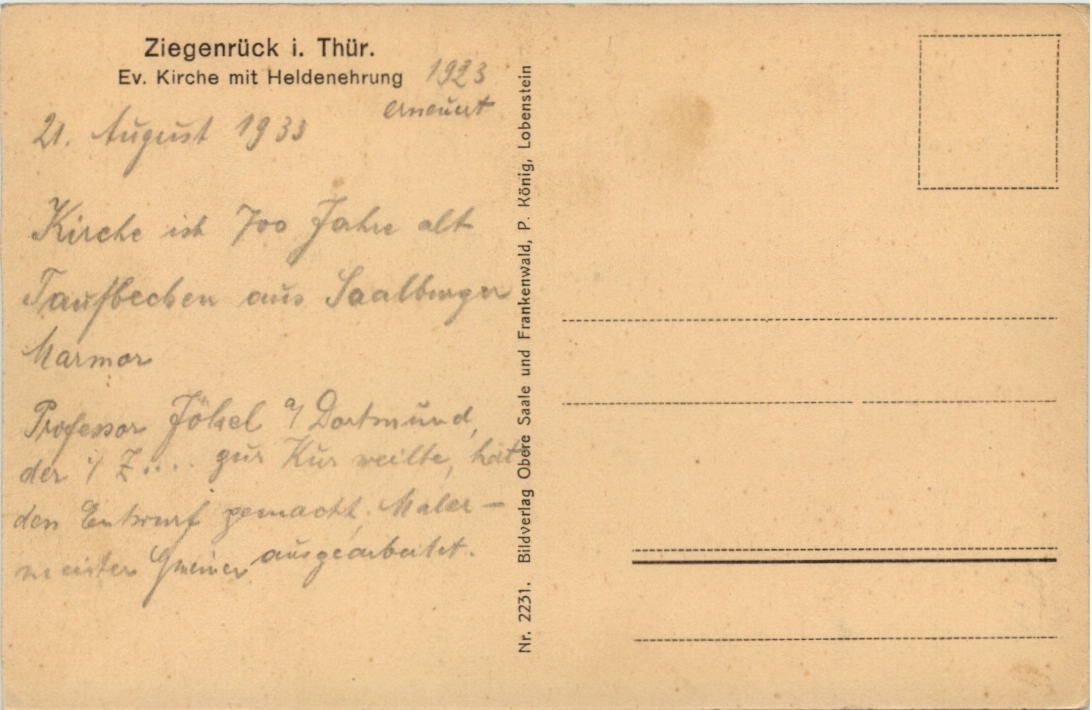 Ziegenrück i. Thür.
Ev. Kirche mit Heldenehrung 1923
erneuert
21. August 1933
Kirche ist 700 Jahre alt
Taufbecken aus Saalburger
Marmor
Professor Jökel a/ Dortmund,
der i/ Z.... zur Kur weilte, hat
den Entwurf gemacht, Maler-
meister ausgearbeitet.
Nr. 2231. Bildverlag Obere Saale und Frankenwald, P. König, Lobenstein